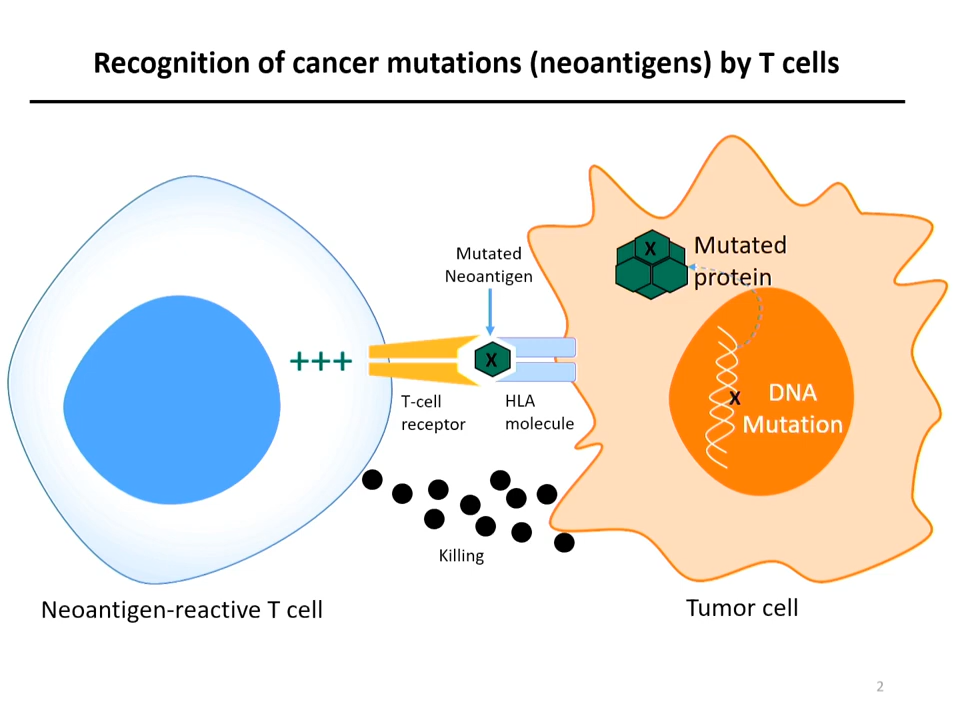 Recognition of cancer mutations (neoantigens) by T cells
Mutated
Neoantigen
X
Mutated
protein
+++
X
T-cell
receptor
HLA
molecule
X
DNA
Mutation
Killing
Neoantigen-reactive T cell
Tumor cell
2